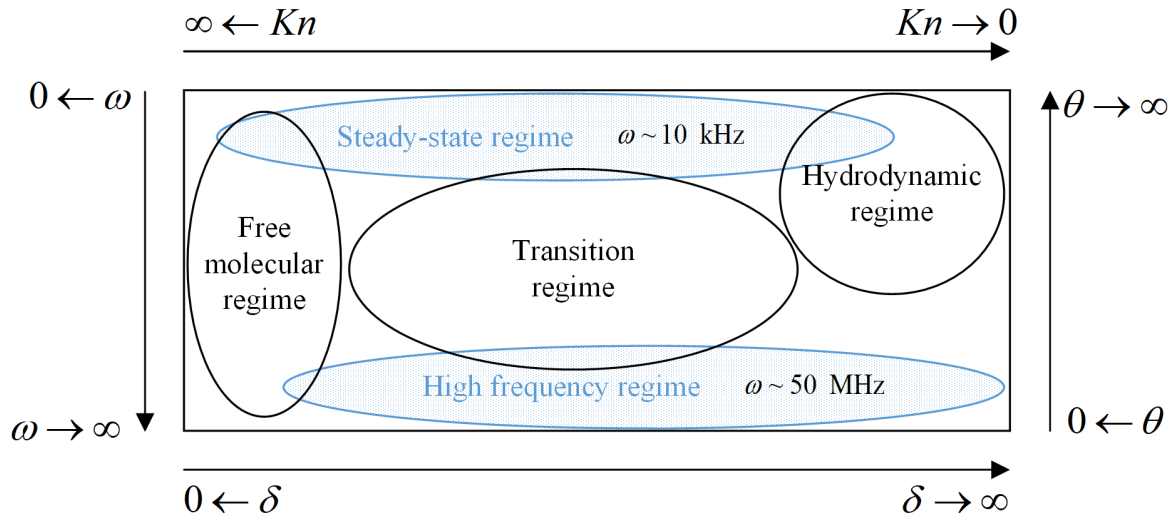 ∞ ← Kn
Kn → 0
0 ← ω
θ → ∞
Steady-state regime ω ~ 10 kHz
Hydrodynamic
regime
Free
molecular
regime
Transition
regime
High frequency regime ω ~ 50 MHz
ω → ∞
0 ← θ
0 ← δ
δ → ∞